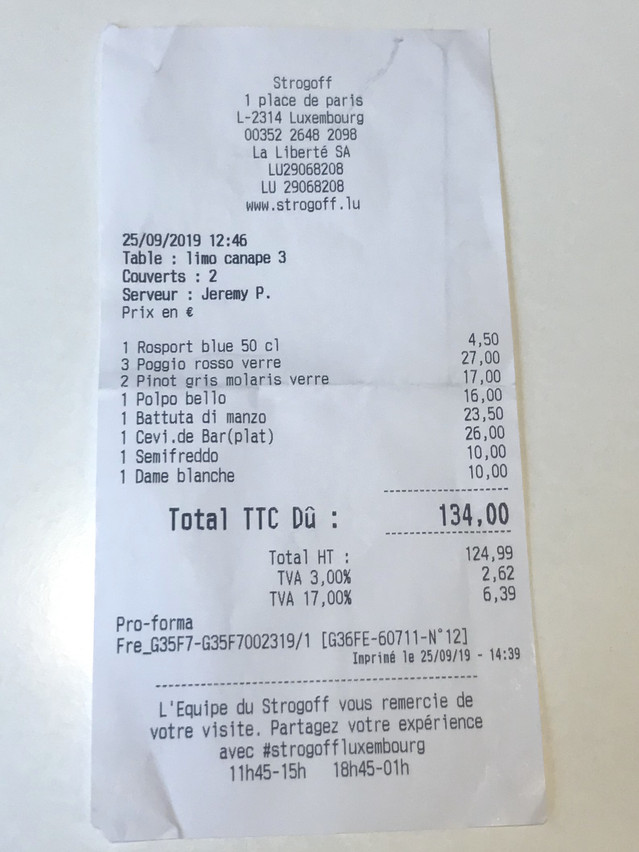 Strogoff
1 place de paris
L-2314 Luxembourg
00352 2648 2098
La Liberté SA
LU29068208
LU 29068208
www.strogoff.lu
25/09/2019 12:46
Table : limo canape 3
Couverts : 2
Serveur : Jeremy P.
Prix en €
1 Rosport blue 50 cl 4,50
3 Poggio rosso verre 27,00
2 Pinot gris molaris verre 17,00
1 Polpo bello 16,00
1 Battuta di manzo 23,50
1 Cevi.de Bar(plat) 26,00
1 Semifreddo 10,00
1 Dame blanche 10,00
Total TTC Dû : 134,00
Total HT : 124,99
TVA 3,00% 2,62
TVA 17,00% 6,39
Pro-forma
Fre_G35F7-G35F7002319/1 [G36FE-60711-N°12]
Imprimé le 25/09/19 - 14:39
L'Equipe du Strogoff vous remercie de
votre visite. Partagez votre expérience
avec #strogoffluxembourg
11h45-15h 18h45-01h